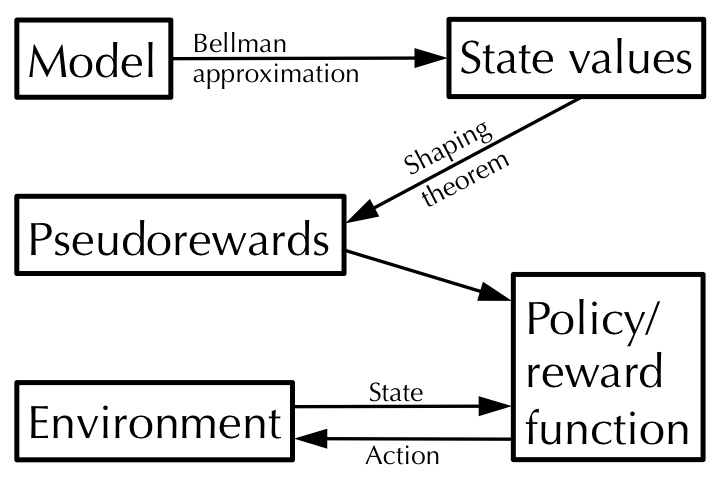 Model
Bellman
approximation
State values
Shaping
theorem
Pseudorewards
Policy/
reward
function
Environment
State
Action